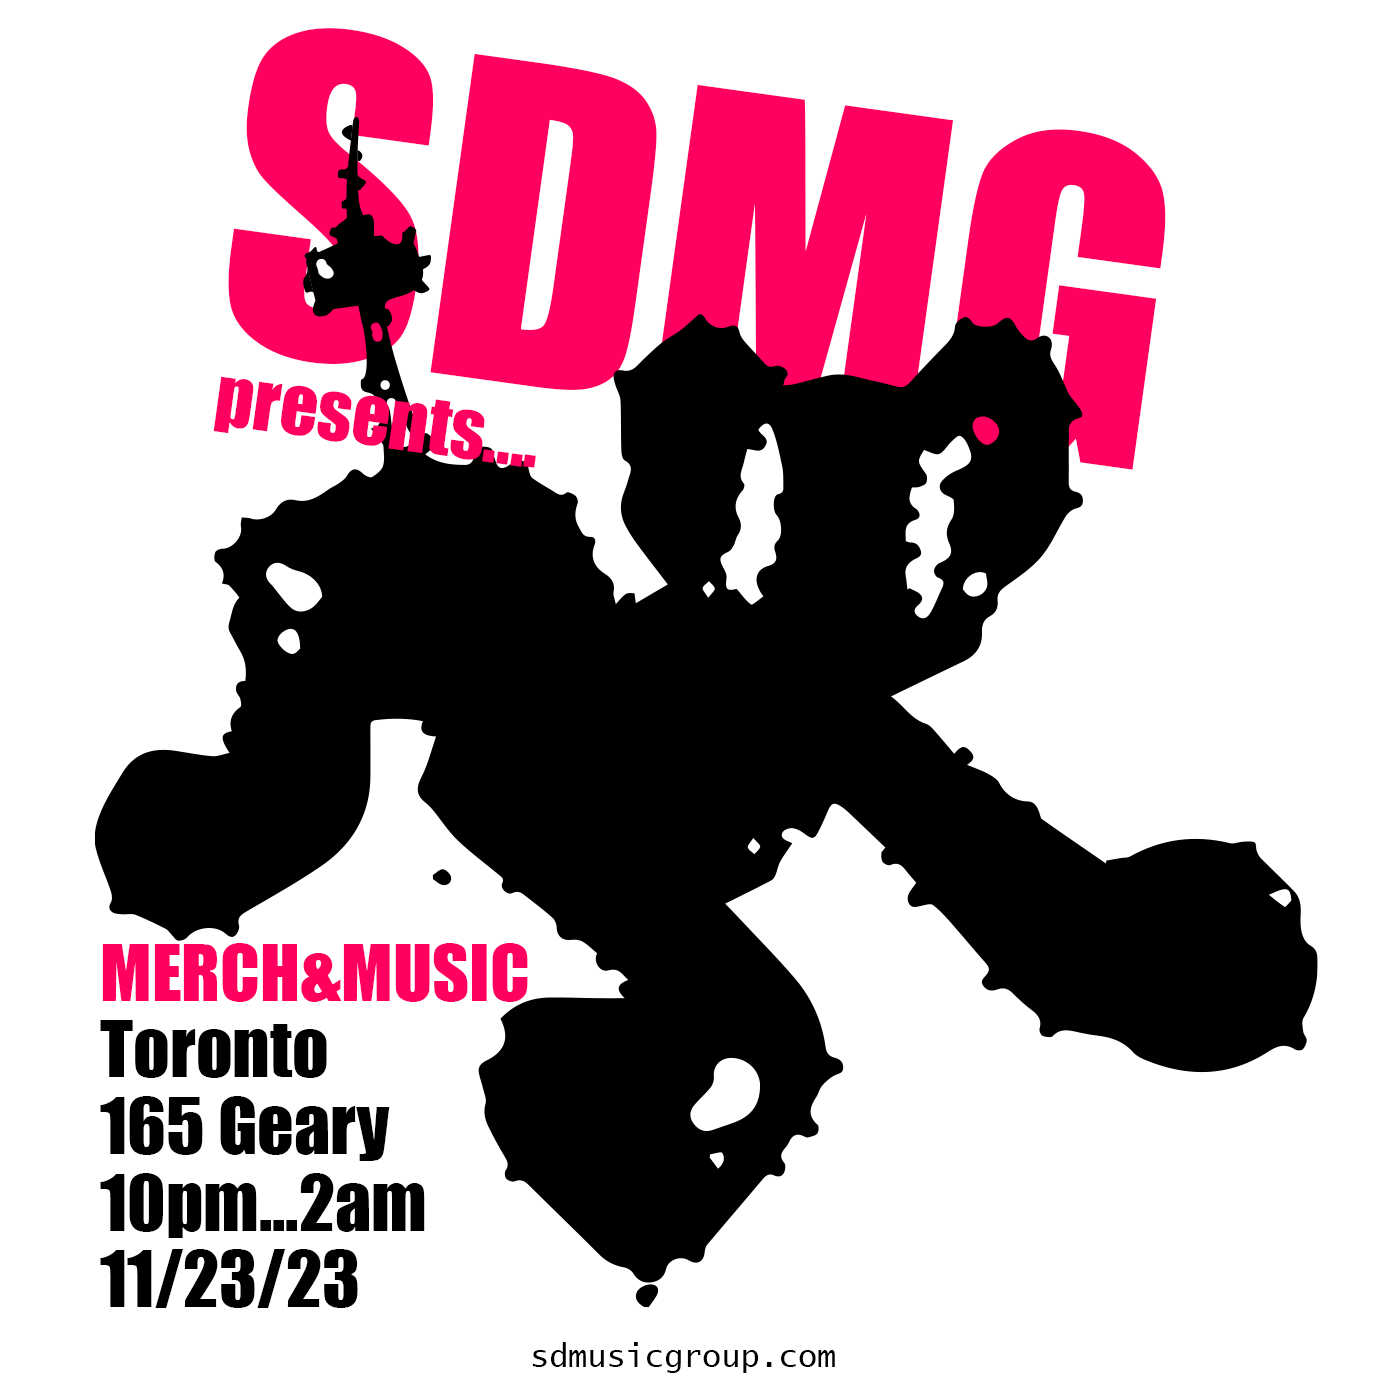 SDMG
presents....
MERCH&MUSIC
Toronto
165 Geary
10pm...2am
11/23/23
sdmusicgroup.com